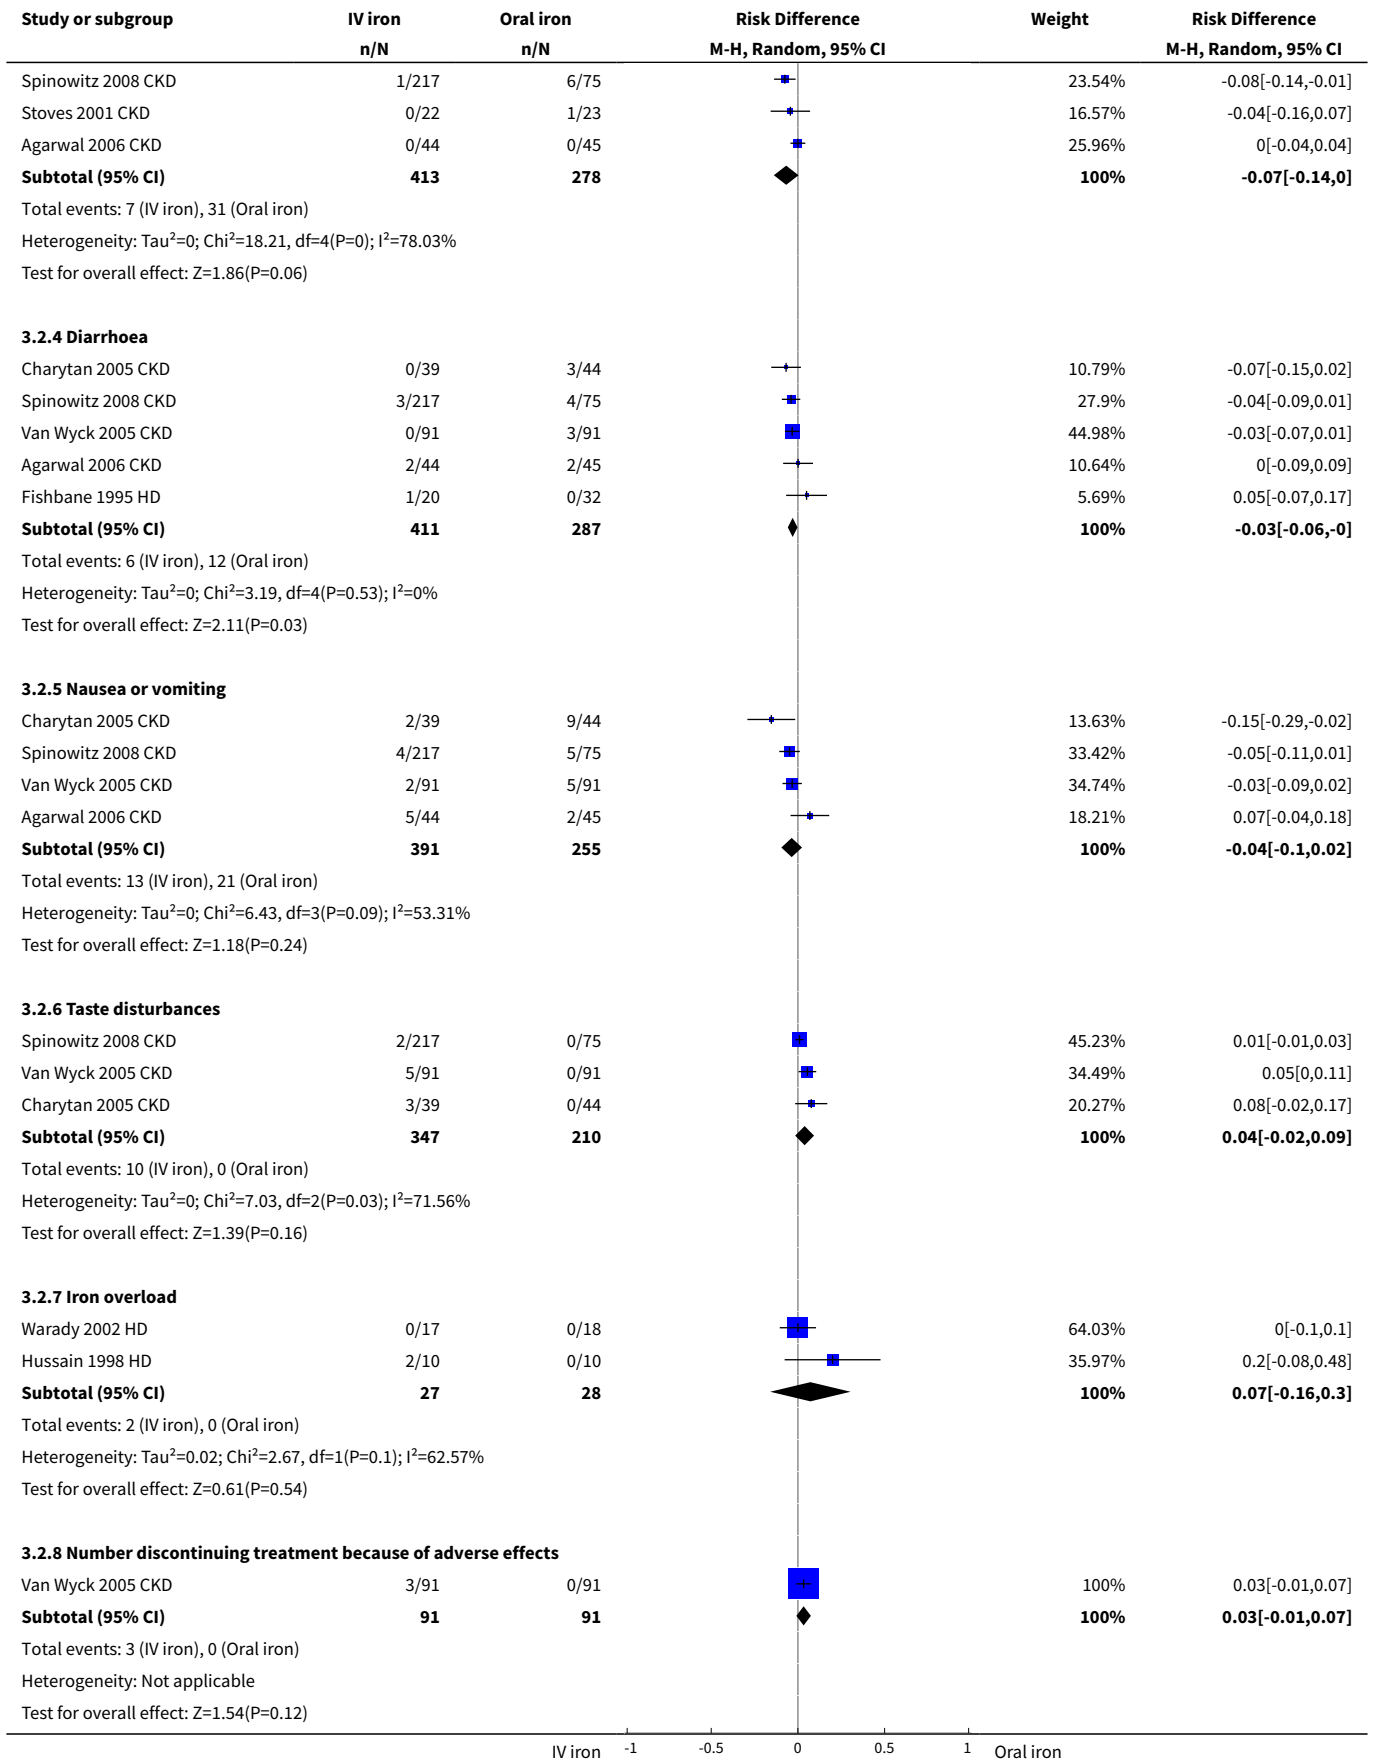 Study or subgroup IV iron Oral iron Risk Difference Weight Risk Difference
n/N n/N M-H, Random, 95% CI M-H, Random, 95% CI
Spinowitz 2008 CKD 1/217 6/75 23.54% -0.08[-0.14,-0.01]
Stoves 2001 CKD 0/22 1/23 16.57% -0.04[-0.16,0.07]
Agarwal 2006 CKD 0/44 0/45 25.96% 0[-0.04,0.04]
Subtotal (95% CI) 413 278 100% -0.07[-0.14,0]
Total events: 7 (IV iron), 31 (Oral iron)
Heterogeneity: Tau²=0; Chi²=18.21, df=4(P=0); I²=78.03%
Test for overall effect: Z=1.86(P=0.06)
3.2.4 Diarrhoea
Charytan 2005 CKD 0/39 3/44 10.79% -0.07[-0.15,0.02]
Spinowitz 2008 CKD 3/217 4/75 27.9% -0.04[-0.09,0.01]
Van Wyck 2005 CKD 0/91 3/91 44.98% -0.03[-0.07,0.01]
Agarwal 2006 CKD 2/44 2/45 10.64% 0[-0.09,0.09]
Fishbane 1995 HD 1/20 0/32 5.69% 0.05[-0.07,0.17]
Subtotal (95% CI) 411 287 100% -0.03[-0.06,-0]
Total events: 6 (IV iron), 12 (Oral iron)
Heterogeneity: Tau²=0; Chi²=3.19, df=4(P=0.53); I²=0%
Test for overall effect: Z=2.11(P=0.03)
3.2.5 Nausea or vomiting
Charytan 2005 CKD 2/39 9/44 13.63% -0.15[-0.29,-0.02]
Spinowitz 2008 CKD 4/217 5/75 33.42% -0.05[-0.11,0.01]
Van Wyck 2005 CKD 2/91 5/91 34.74% -0.03[-0.09,0.02]
Agarwal 2006 CKD 5/44 2/45 18.21% 0.07[-0.04,0.18]
Subtotal (95% CI) 391 255 100% -0.04[-0.1,0.02]
Total events: 13 (IV iron), 21 (Oral iron)
Heterogeneity: Tau²=0; Chi²=6.43, df=3(P=0.09); I²=53.31%
Test for overall effect: Z=1.18(P=0.24)
3.2.6 Taste disturbances
Spinowitz 2008 CKD 2/217 0/75 45.23% 0.01[-0.01,0.03]
Van Wyck 2005 CKD 5/91 0/91 34.49% 0.05[0,0.11]
Charytan 2005 CKD 3/39 0/44 20.27% 0.08[-0.02,0.17]
Subtotal (95% CI) 347 210 100% 0.04[-0.02,0.09]
Total events: 10 (IV iron), 0 (Oral iron)
Heterogeneity: Tau²=0; Chi²=7.03, df=2(P=0.03); I²=71.56%
Test for overall effect: Z=1.39(P=0.16)
3.2.7 Iron overload
Warady 2002 HD 0/17 0/18 64.03% 0[-0.1,0.1]
Hussain 1998 HD 2/10 0/10 35.97% 0.2[-0.08,0.48]
Subtotal (95% CI) 27 28 100% 0.07[-0.16,0.3]
Total events: 2 (IV iron), 0 (Oral iron)
Heterogeneity: Tau²=0.02; Chi²=2.67, df=1(P=0.1); I²=62.57%
Test for overall effect: Z=0.61(P=0.54)
3.2.8 Number discontinuing treatment because of adverse effects
Van Wyck 2005 CKD 3/91 0/91 100% 0.03[-0.01,0.07]
Subtotal (95% CI) 91 91 100% 0.03[-0.01,0.07]
Total events: 3 (IV iron), 0 (Oral iron)
Heterogeneity: Not applicable
Test for overall effect: Z=1.54(P=0.12)
IV iron -1 -0.5 0 0.5 1 Oral iron